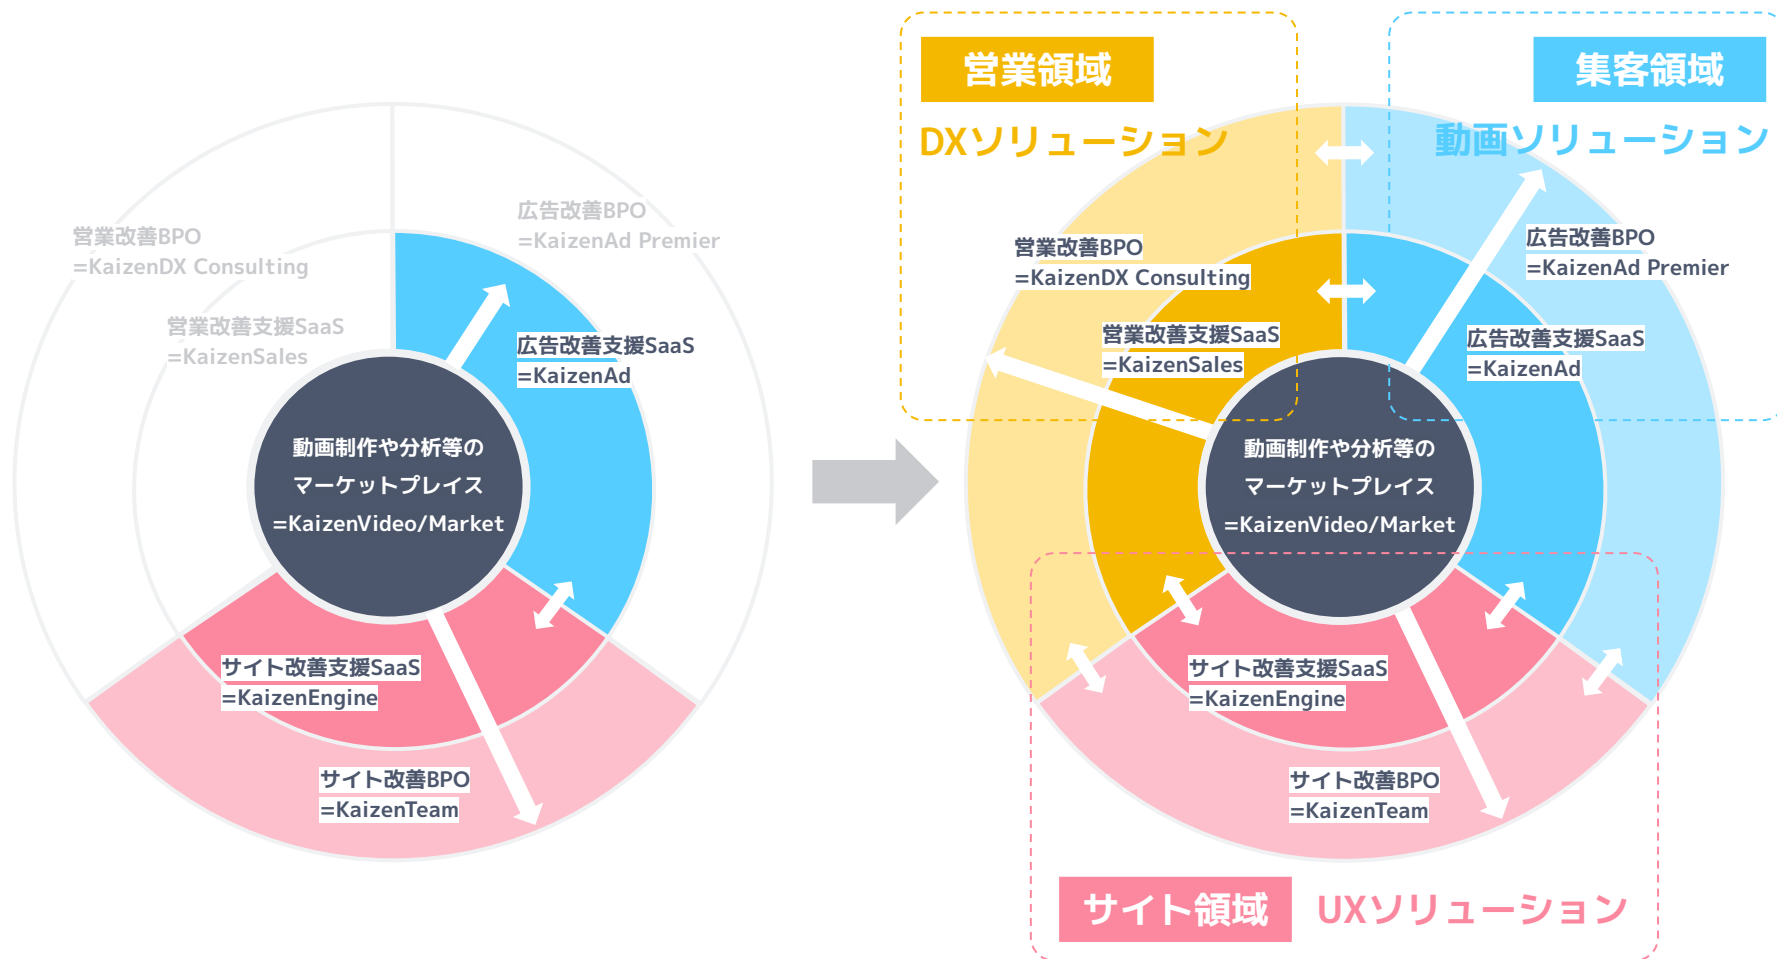 営業改善BPO
=KaizenDX Consulting
広告改善BPO
=KaizenAd Premier
営業改善支援SaaS
=KaizenSales
広告改善支援SaaS
=KaizenAd
動画制作や分析等の
マーケットプレイス
=KaizenVideo/Market
サイト改善支援SaaS
=KaizenEngine
サイト改善BPO
=KaizenTeam
営業領域
DXソリューション
集客領域
動画ソリューション
営業改善BPO
=KaizenDX Consulting
広告改善BPO
=KaizenAd Premier
営業改善支援SaaS
=KaizenSales
広告改善支援SaaS
=KaizenAd
動画制作や分析等の
マーケットプレイス
=KaizenVideo/Market
サイト改善支援SaaS
=KaizenEngine
サイト改善BPO
=KaizenTeam
サイト領域
UXソリューション